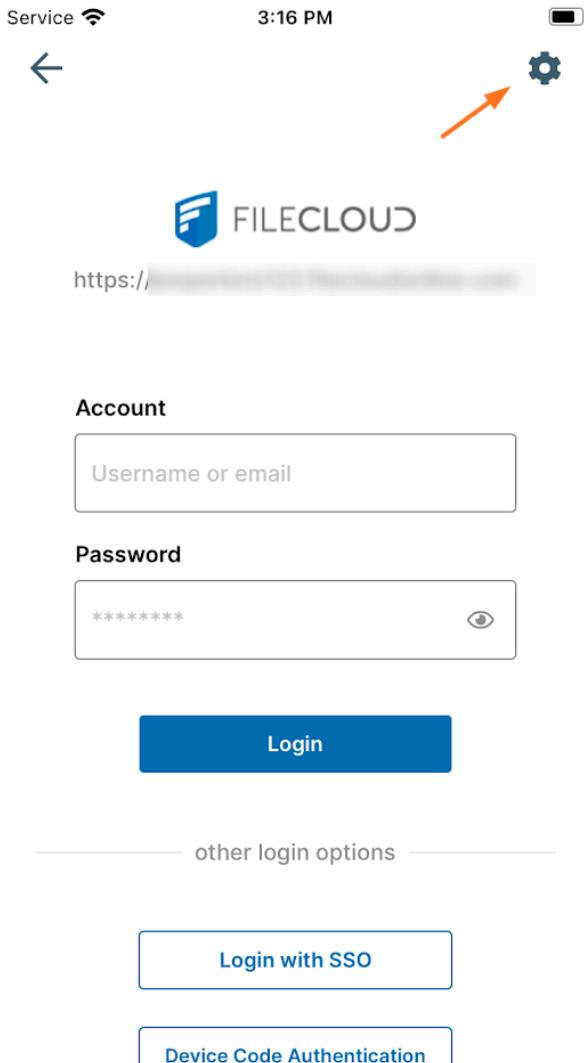 Service
3:16 PM
FILECLOUD
https://
Account
Username or email
Password
********
Login
other login options
Login with SSO
Device Code Authentication